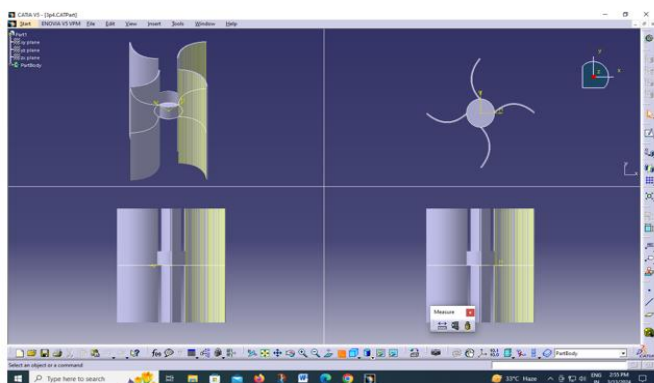 CATIA V5 - [3p4.CATPart]
Start ENOVIA V5 VPM File Edit View Insert Tools Window Help
Part1
xy plane
yz plane
zx plane
PartBody
Measure
PartBody
Select an object or a command
Type here to search
33°C Haze
ENG
IN
2:55 PM